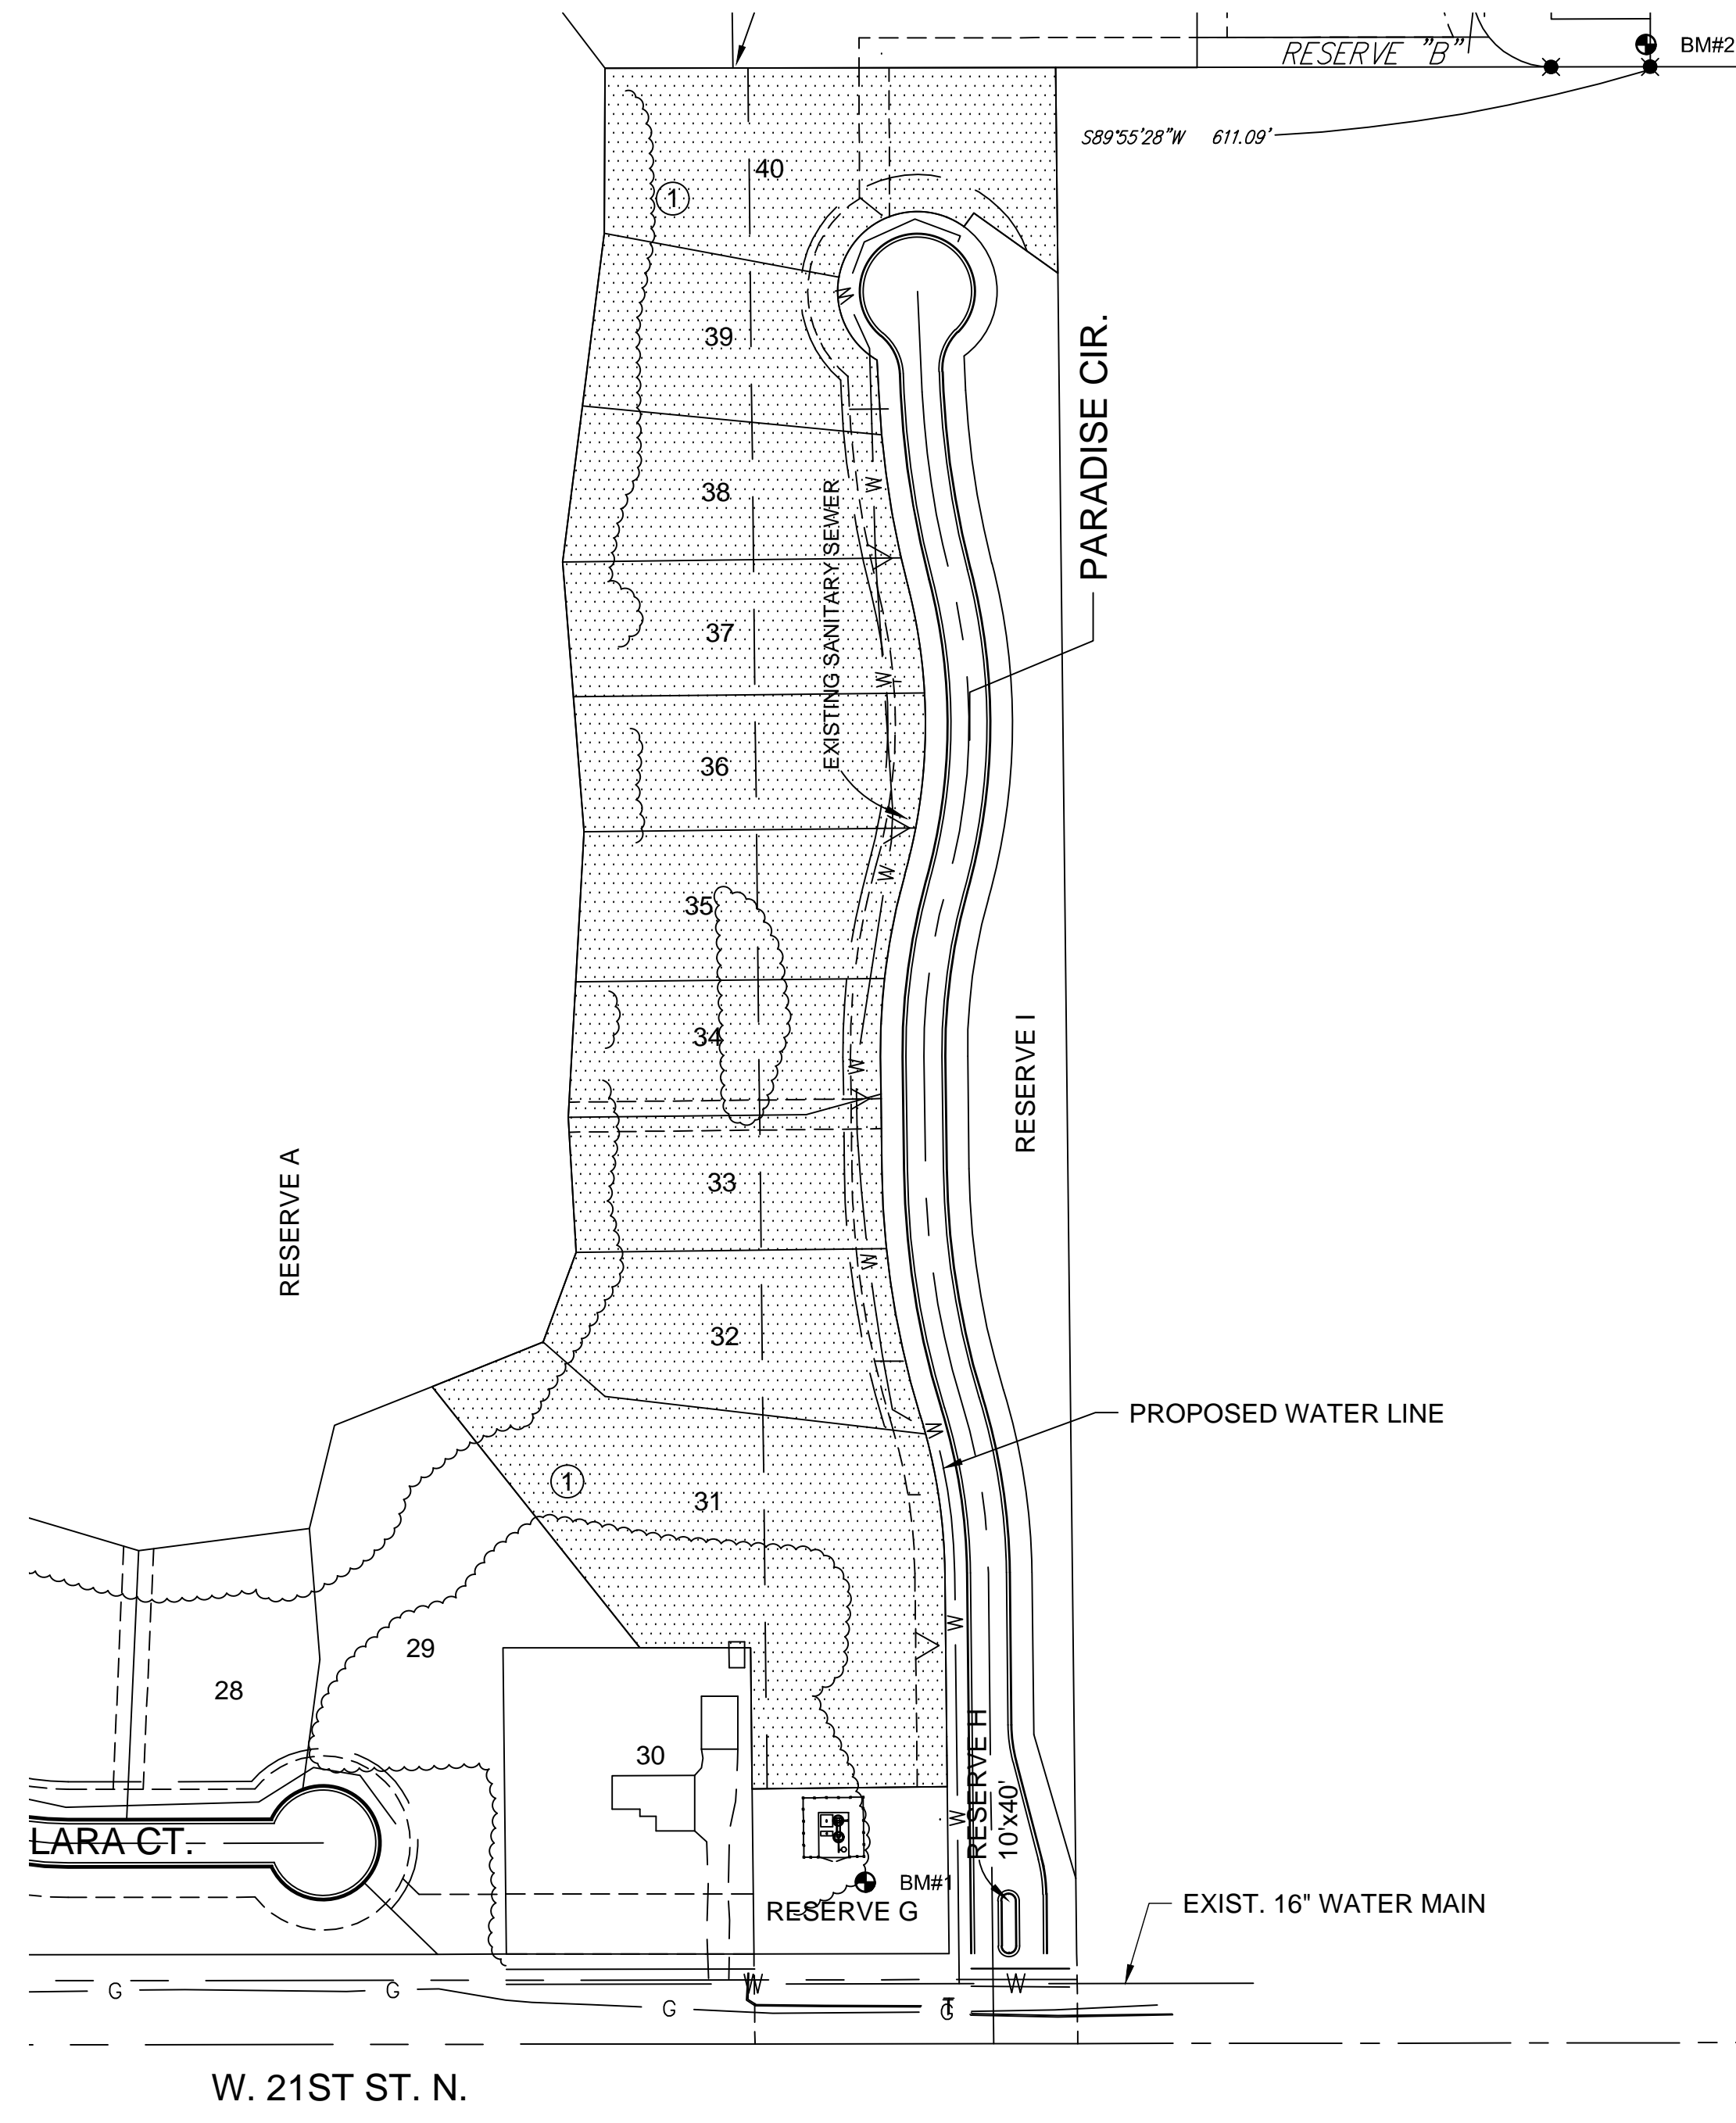 RESERVE "B"
BM#2
S89°55'28"W 611.09'
40
1
39
W
PARADISE CIR.
38
W
EXISTING SANITARY SEWER
37
W
36
W
35
34
W
RESERVE I
RESERVE A
33
W
32
W
PROPOSED WATER LINE
1
31
W
29
28
30
RESERVE H
10'x40'
W
LARA CT.
BM#1
RESERVE G
EXIST. 16" WATER MAIN
W
W
G
G
G
T
G
W. 21ST ST. N.